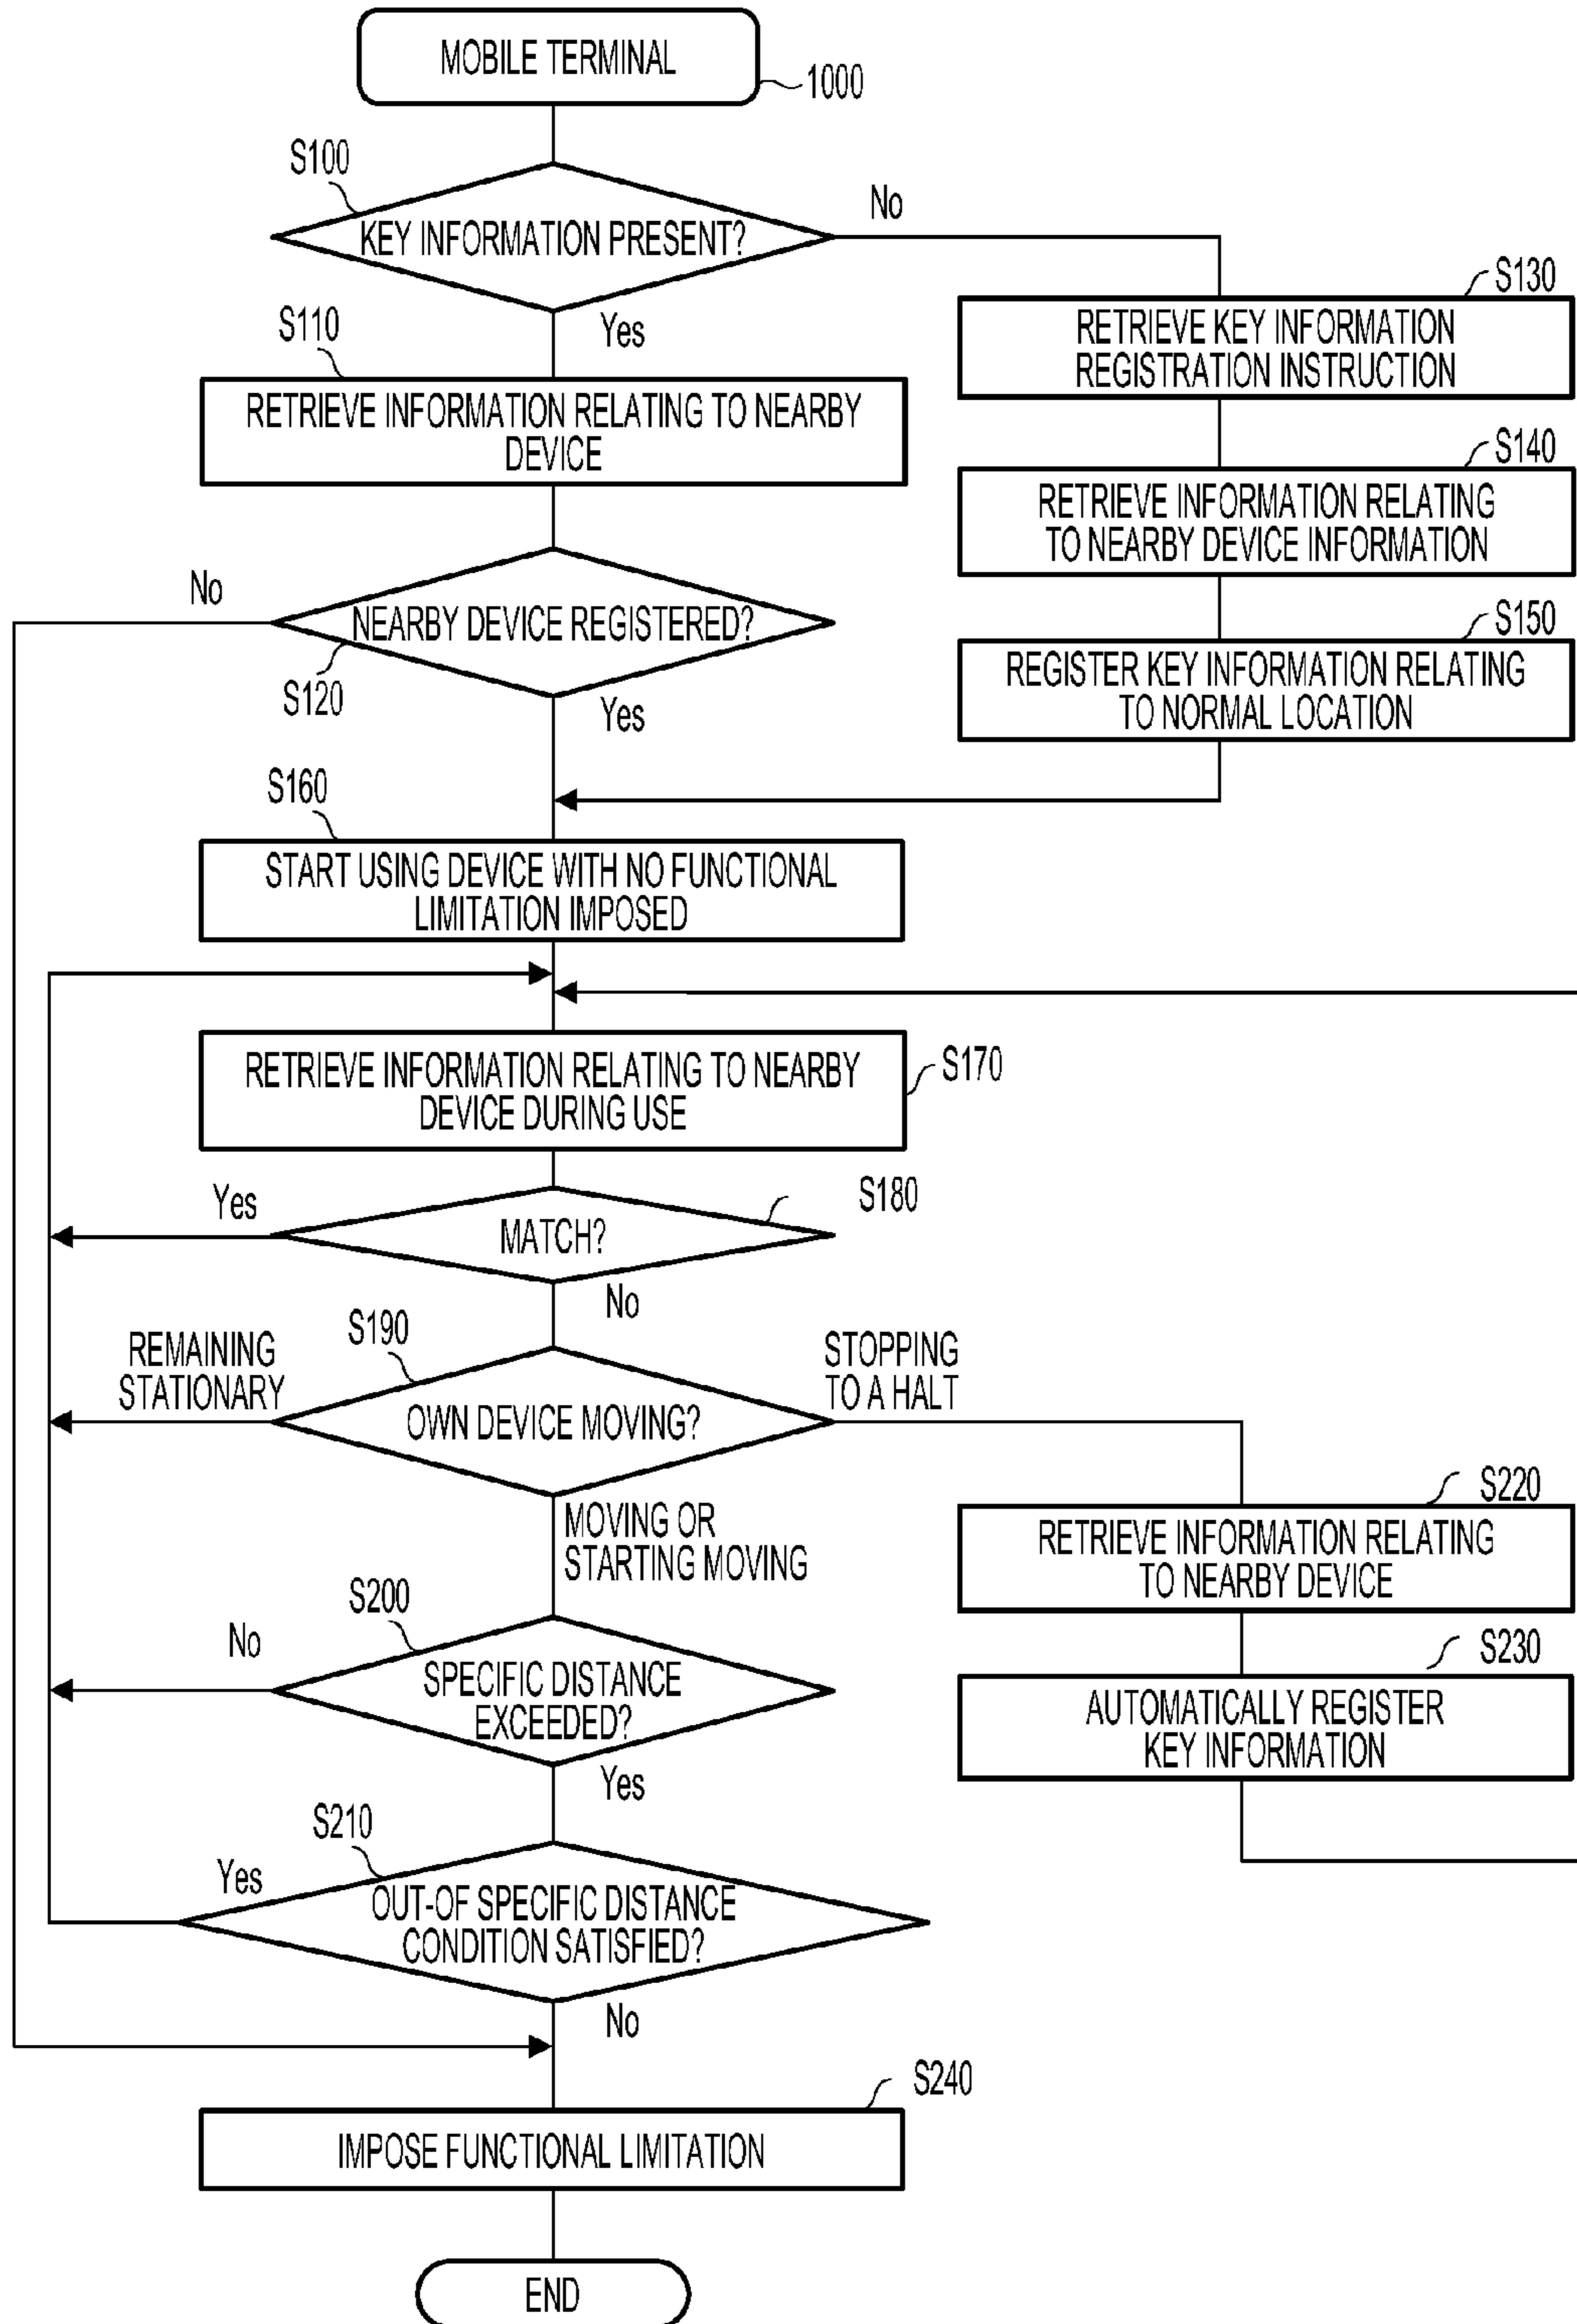 MOBILE TERMINAL
1000
S100
KEY INFORMATION PRESENT?
No
Yes
S130
RETRIEVE KEY INFORMATION
REGISTRATION INSTRUCTION
S110
RETRIEVE INFORMATION RELATING TO NEARBY
DEVICE
S140
RETRIEVE INFORMATION RELATING
TO NEARBY DEVICE INFORMATION
No
NEARBY DEVICE REGISTERED?
S120
Yes
S150
REGISTER KEY INFORMATION RELATING
TO NORMAL LOCATION
S160
START USING DEVICE WITH NO FUNCTIONAL
LIMITATION IMPOSED
RETRIEVE INFORMATION RELATING TO NEARBY
DEVICE DURING USE
S170
Yes
S180
MATCH?
No
S190
REMAINING
STATIONARY
STOPPING
TO A HALT
OWN DEVICE MOVING?
MOVING OR
STARTING MOVING
S220
RETRIEVE INFORMATION RELATING
TO NEARBY DEVICE
S200
No
SPECIFIC DISTANCE
EXCEEDED?
Yes
S230
AUTOMATICALLY REGISTER
KEY INFORMATION
S210
Yes
OUT-OF SPECIFIC DISTANCE
CONDITION SATISFIED?
No
S240
IMPOSE FUNCTIONAL LIMITATION
END